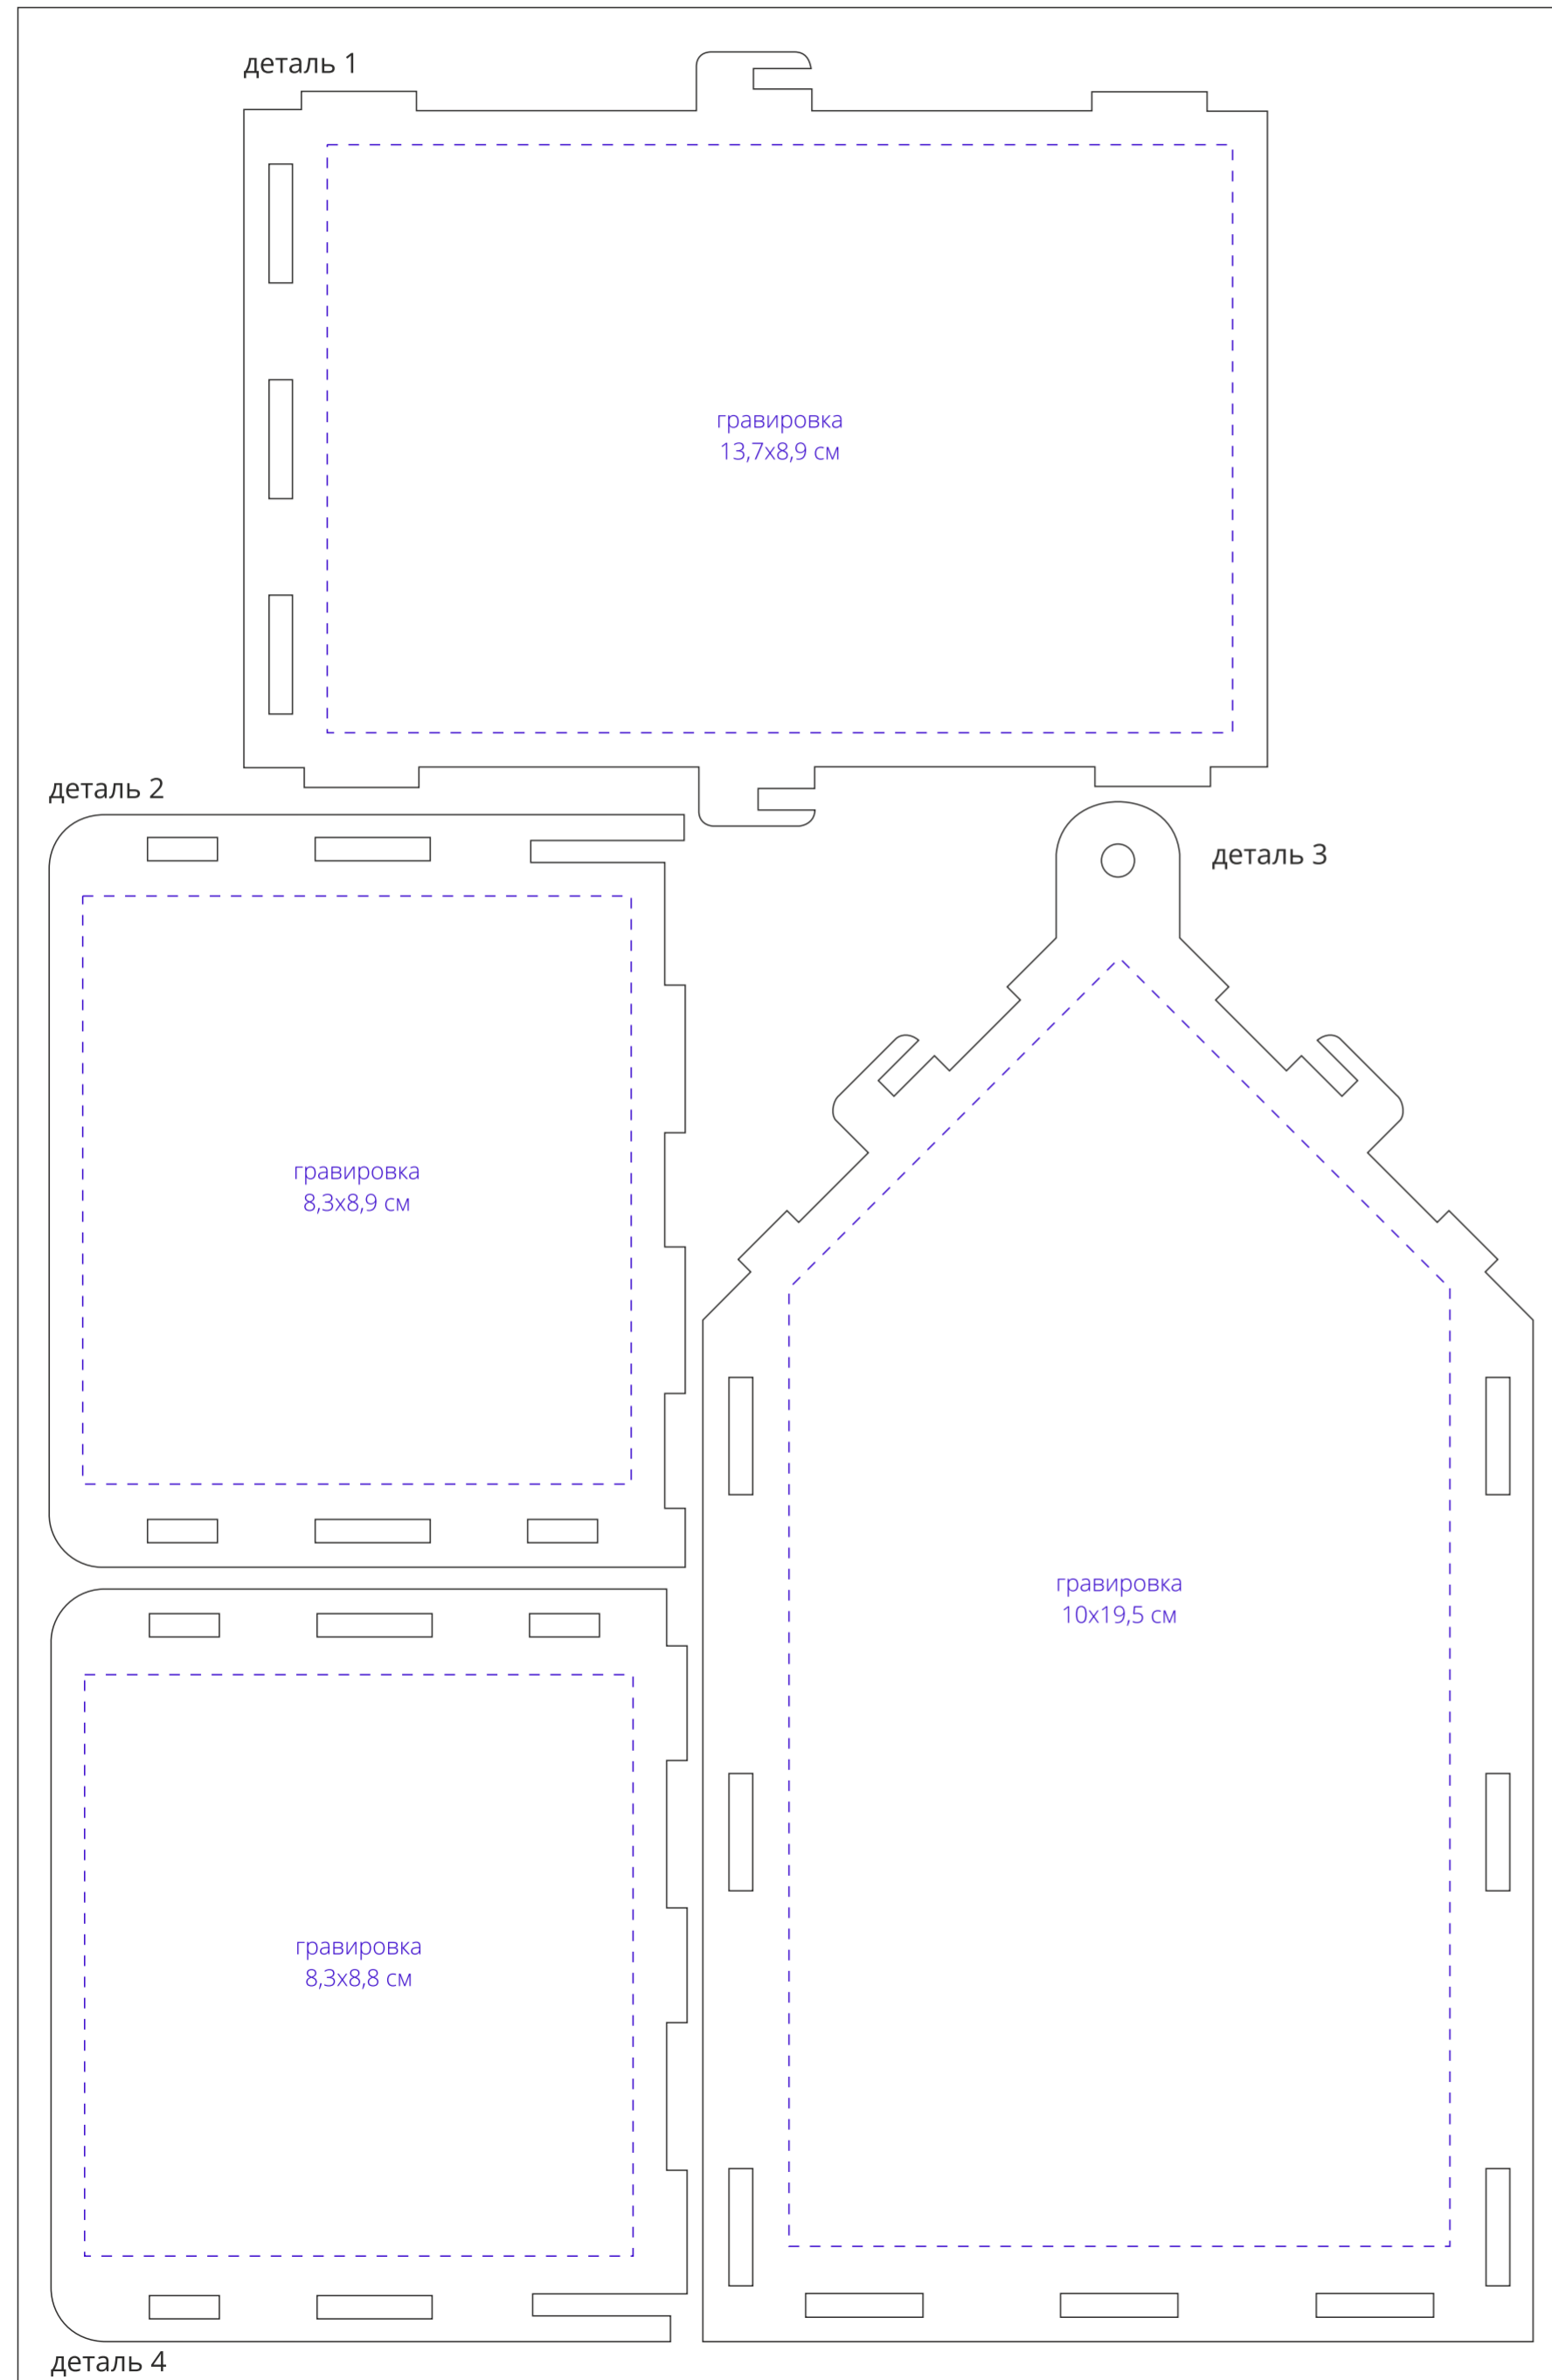 деталь 1
гравировка
13,7х8,9 см
деталь 2
деталь 3
гравировка
8,3х8,9 см
гравировка
10х19,5 см
гравировка
8,3х8,8 см
деталь 4